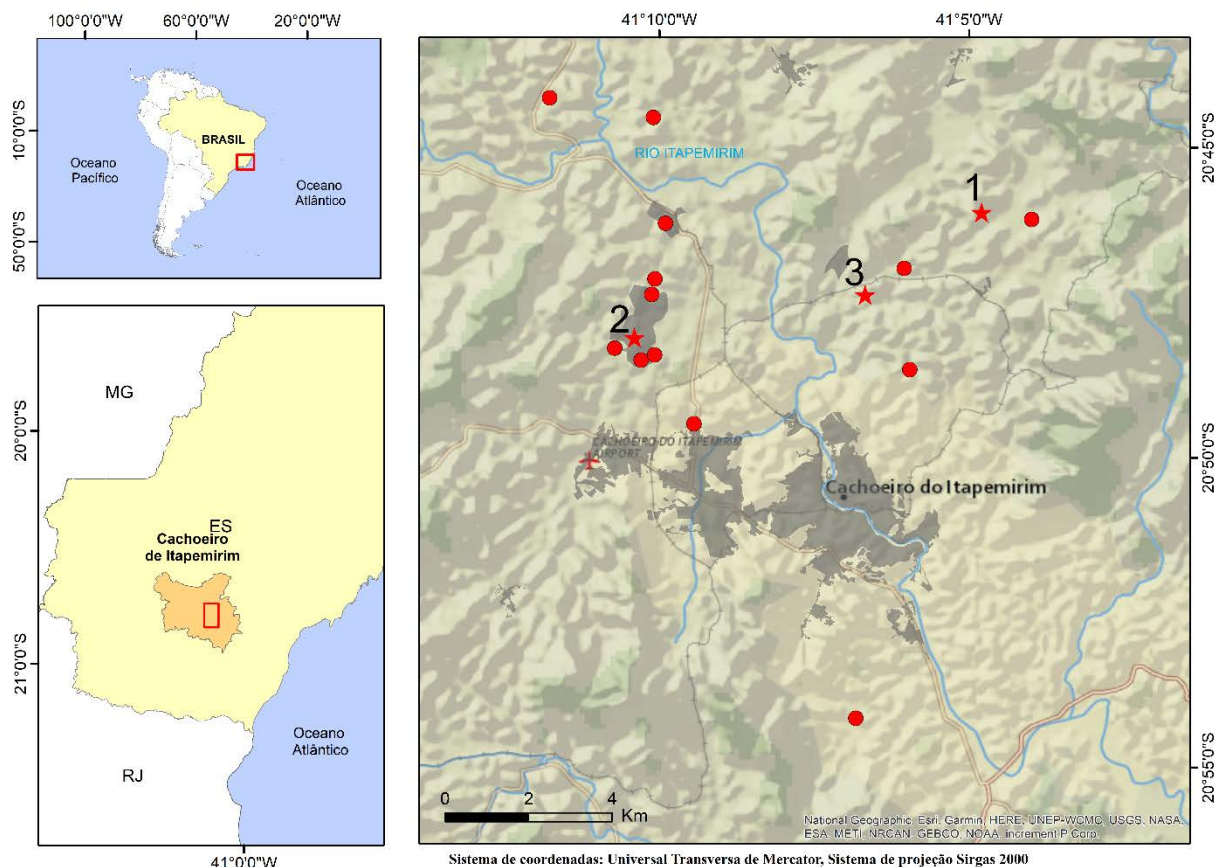 100°0'0"W
60°0'0"W
20°0'0"W
10°0'0"S
50°0'0"S
BRASIL
Oceano
Pacífico
Oceano
Atlântico
MG
20°0'0"S
ES
Cachoeiro
de Itapemirim
21°0'0"S
Oceano
Atlântico
RJ
41°0'0"W
41°10'0"W
41°5'0"W
20°45'0"S
20°50'0"S
20°55'0"S
RIO ITAPEMIRIM
1
3
2
CACHOEIRO DO ITAPEMIRIM
AIRPORT
Cachoeiro do Itapemirim
0 2 4
Km
National Geographic, Esri, Garmin, HERE, UNEP-WCMC, USGS, NASA,
ESA, METI, NRCAN, GEBCO, NOAA, increment P Corp.
Sistema de coordenadas: Universal Transversa de Mercator, Sistema de projeção Sirgas 2000